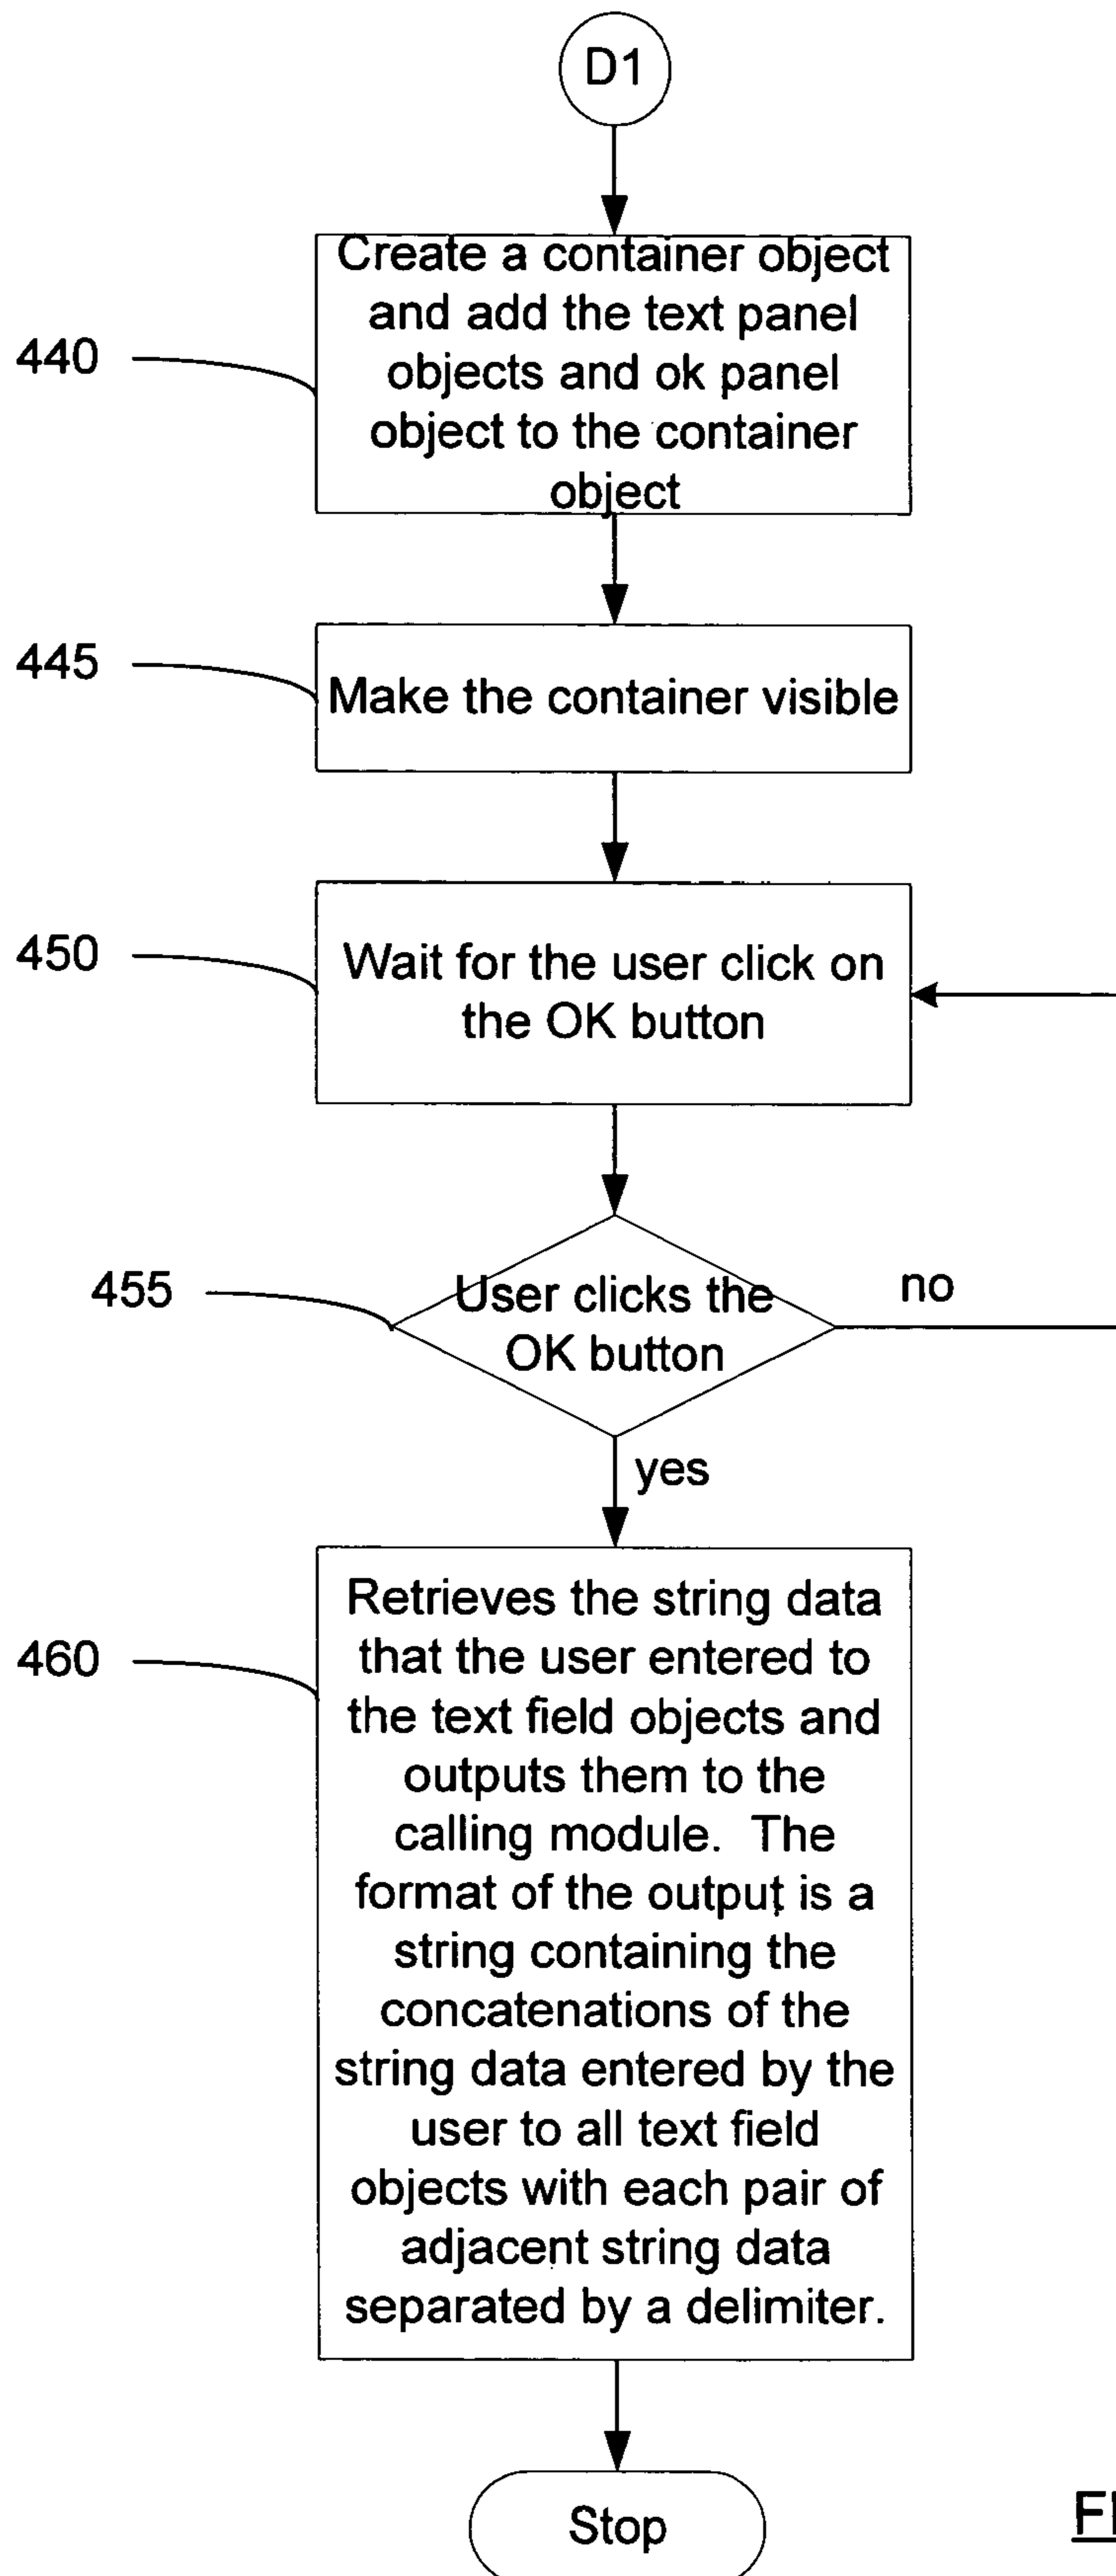 D1
Create a container object
and add the text panel
440
objects and ok panel
object to the container
object
445
Make the container visible
450
Wait for the user click on
the OK button
455
User clicks the
OK button
no
yes
Retrieves the string data
460
that the user entered to
the text field objects and
outputs them to the
calling module. The
format of the output is a
string containing the
concatenations of the
string data entered by the
user to all text field
objects with each pair of
adjacent string data
separated by a delimiter.
Stop